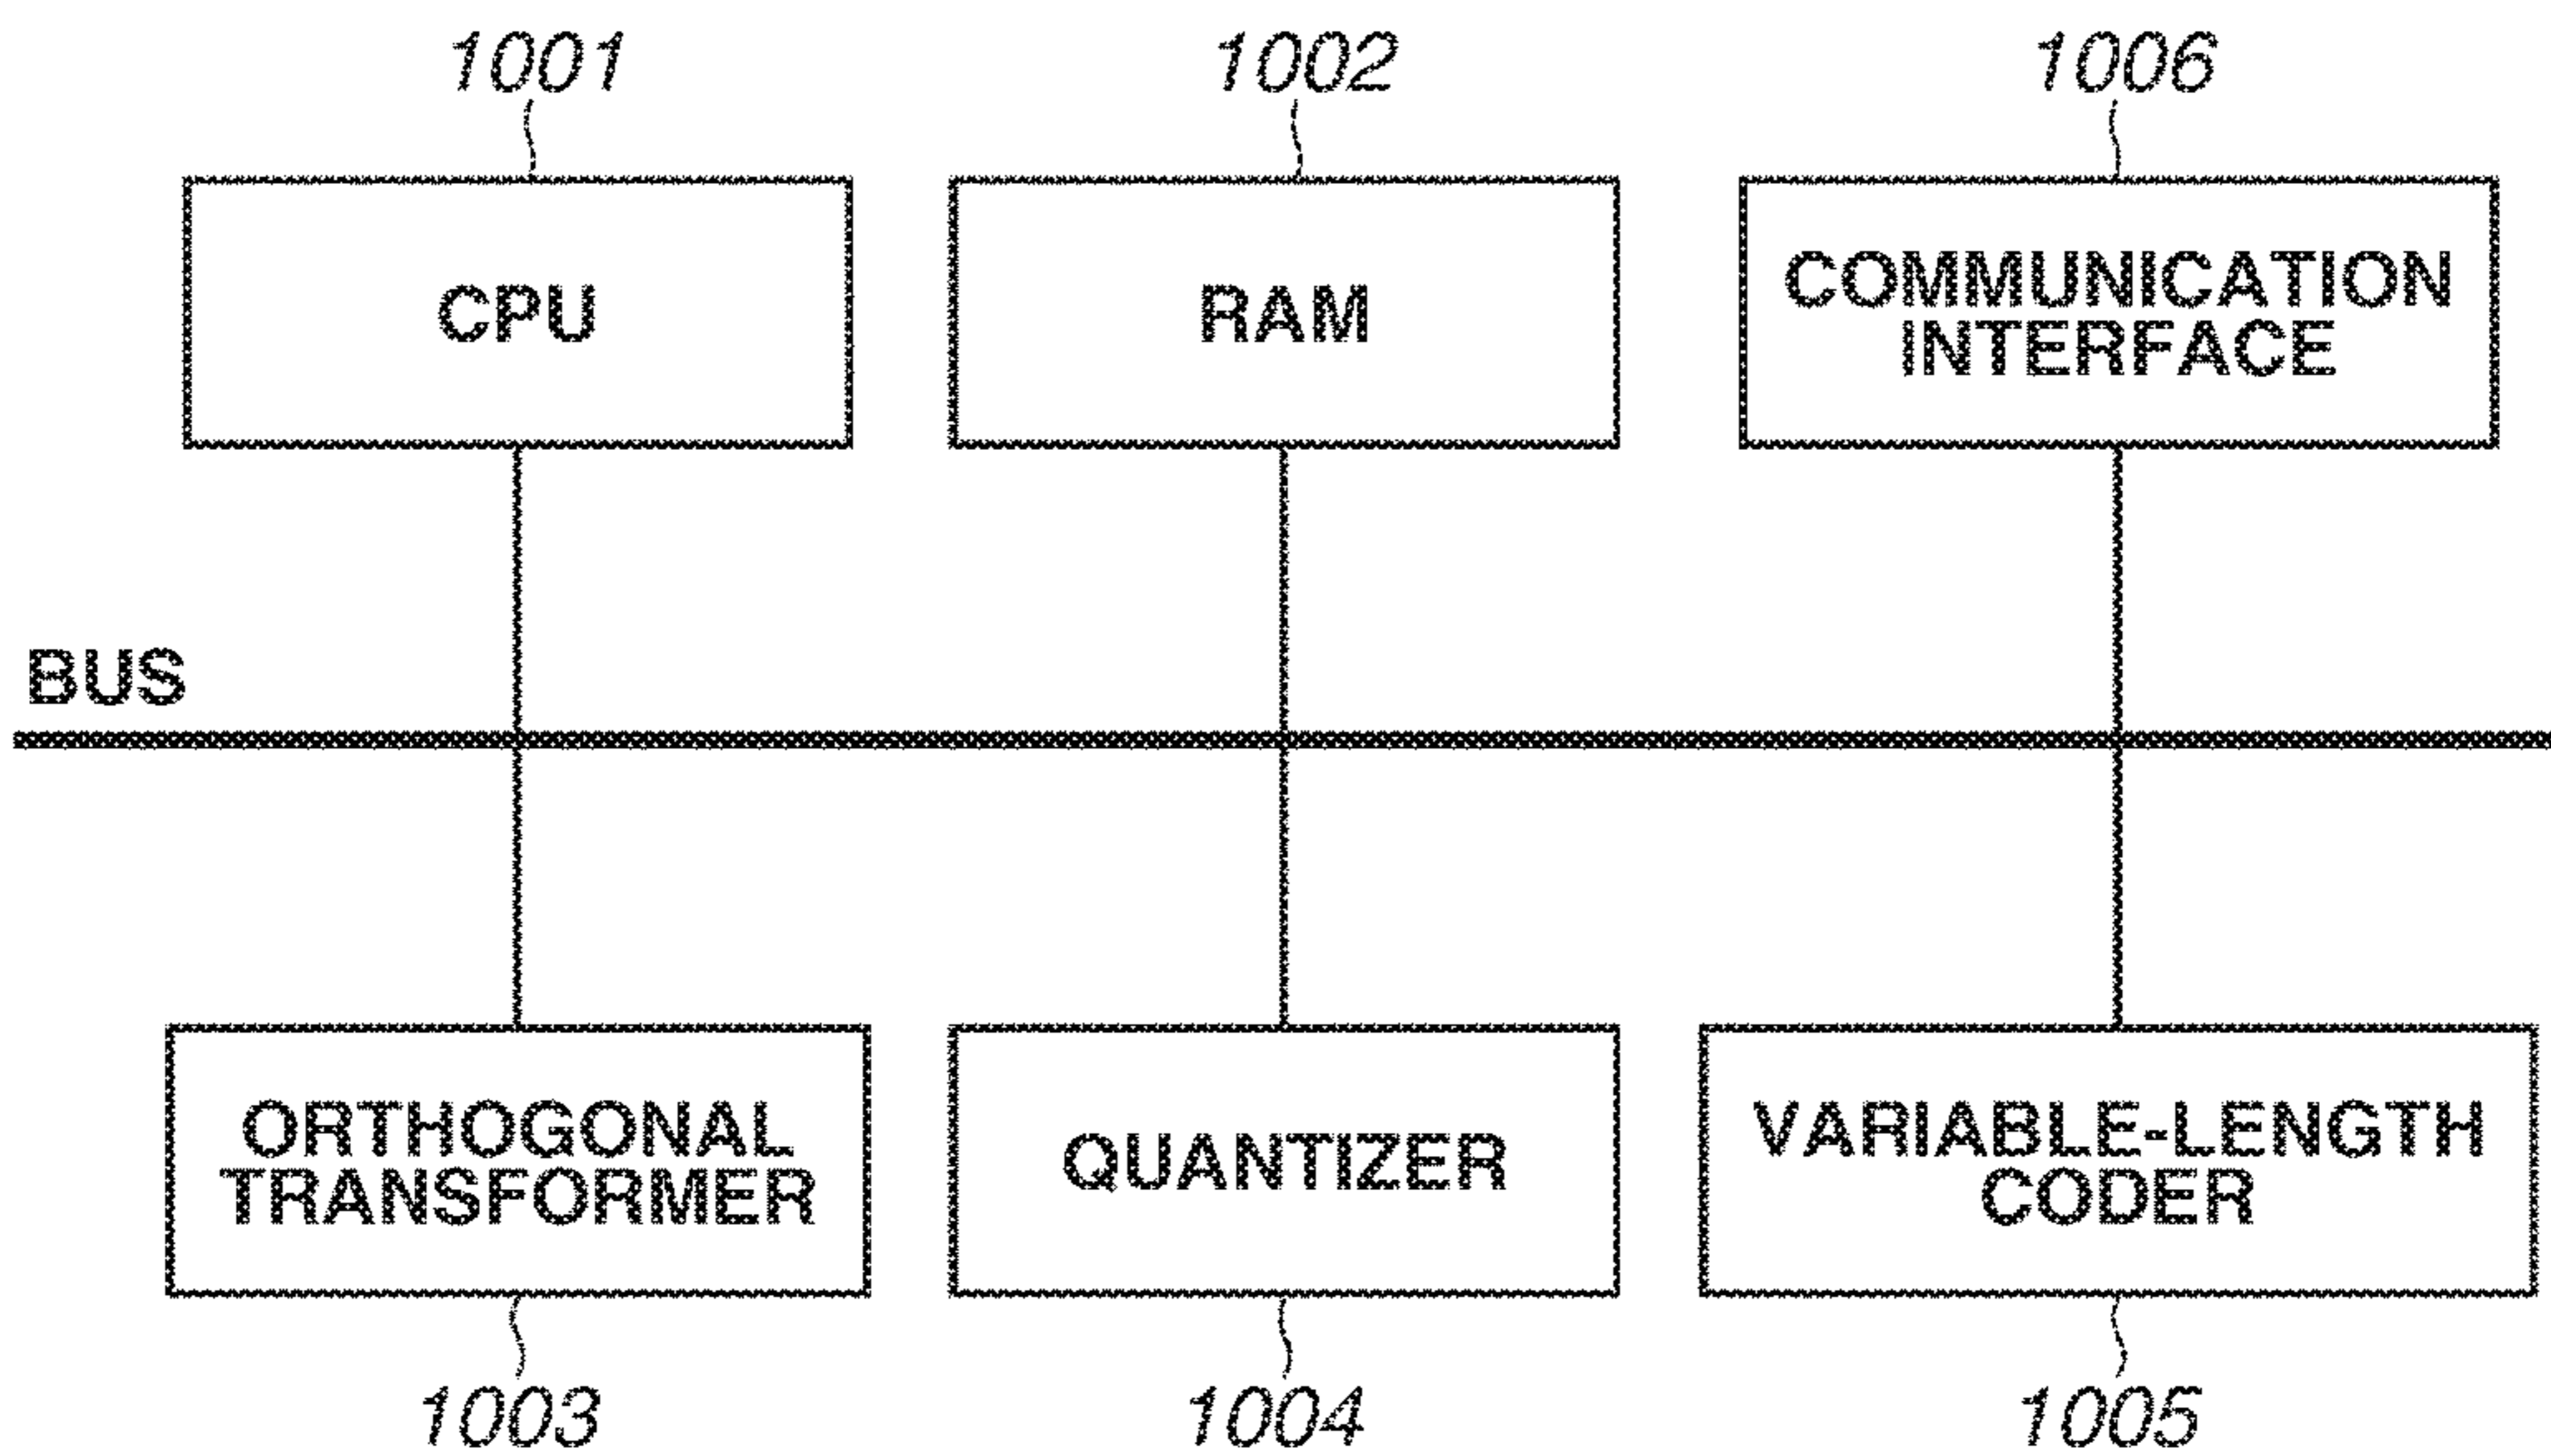 1001
1002
1006
CPU
RAM
COMMUNICATION
INTERFACE
BUS
ORTHOGONAL
TRANSFORMER
QUANTIZER
VARIABLE-LENGTH
CODER
1003
1004
1005